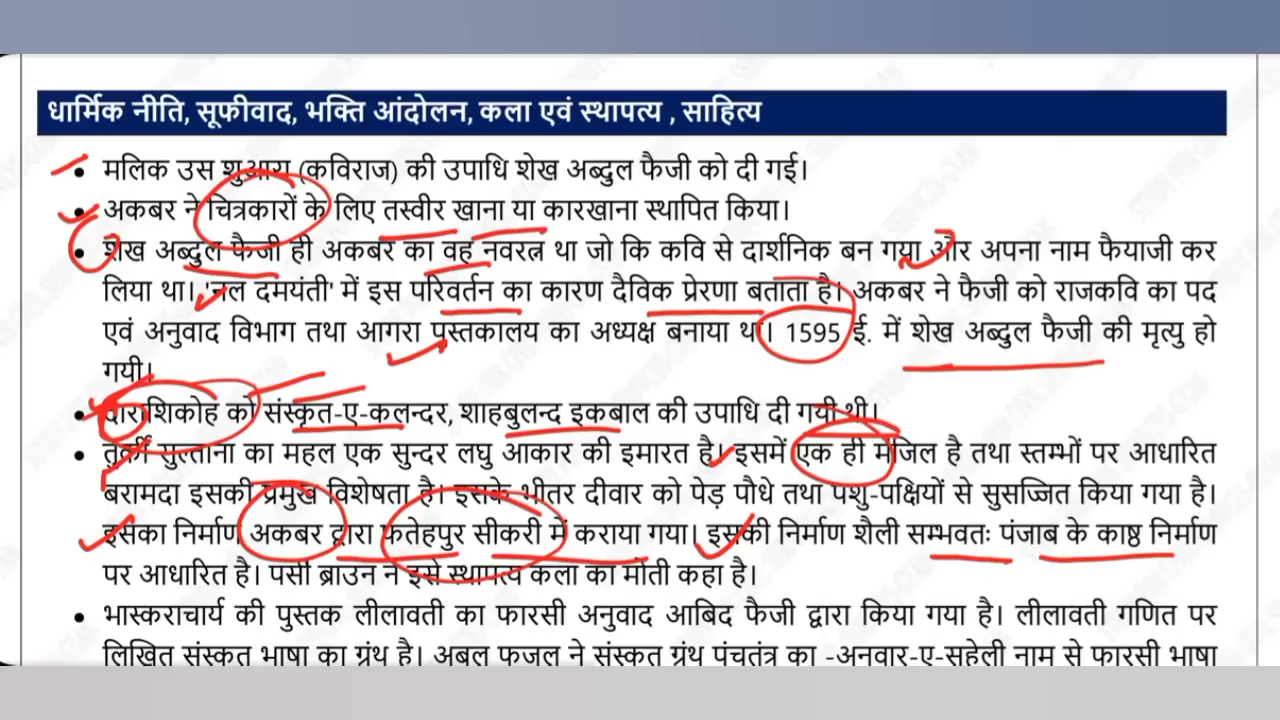 धार्मिक नीति, सूफीवाद, भक्ति आंदोलन, कला एवं स्थापत्य , साहित्य
• मलिक उस शुआरा (कविराज) की उपाधि शेख अब्दुल फैजी को दी गई।
• अकबर ने चित्रकारों के लिए तस्वीर खाना या कारखाना स्थापित किया।
• शेख अब्दुल फैजी ही अकबर का वह नवरत्न था जो कि कवि से दार्शनिक बन गया और अपना नाम फैयाजी कर
लिया था। 'नल दमयंती' में इस परिवर्तन का कारण दैविक प्रेरणा बताता है। अकबर ने फैजी को राजकवि का पद
एवं अनुवाद विभाग तथा आगरा पुस्तकालय का अध्यक्ष बनाया था। 1595 ई. में शेख अब्दुल फैजी की मृत्यु हो
गयी।
• दाराशिकोह को संस्कृत-ए-कलन्दर, शाहबुलन्द इकबाल की उपाधि दी गयी थी।
• तुर्की सुल्ताना का महल एक सुन्दर लघु आकार की इमारत है। इसमें एक ही मंजिल है तथा स्तम्भों पर आधारित
बरामदा इसकी प्रमुख विशेषता है। इसके भीतर दीवार को पेड़ पौधे तथा पशु-पक्षियों से सुसज्जित किया गया है।
इसका निर्माण अकबर द्वारा फतेहपुर सीकरी में कराया गया। इसकी निर्माण शैली सम्भवतः पंजाब के काष्ठ निर्माण
पर आधारित है। पर्सी ब्राउन ने इसे स्थापत्य कला का मोती कहा है।
• भास्कराचार्य की पुस्तक लीलावती का फारसी अनुवाद आबिद फैजी द्वारा किया गया है। लीलावती गणित पर
लिखित संस्कृत भाषा का ग्रंथ है। अबुल फजल ने संस्कृत ग्रंथ पंचतंत्र का -अनवार-ए-सुहेली नाम से फारसी भाषा